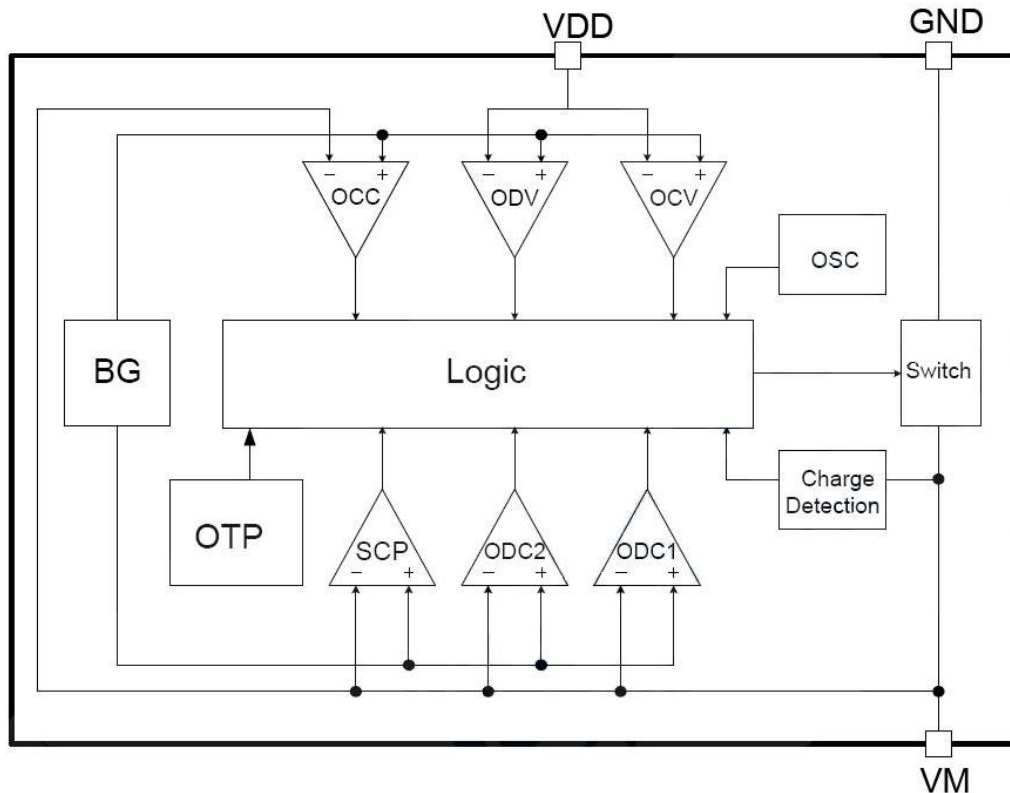 VDD
GND
− +
− +
− +
OCC
ODV
OCV
OSC
BG
Logic
Switch
OTP
SCP
ODC2
ODC1
− +
− +
− +
Charge
Detection
VM